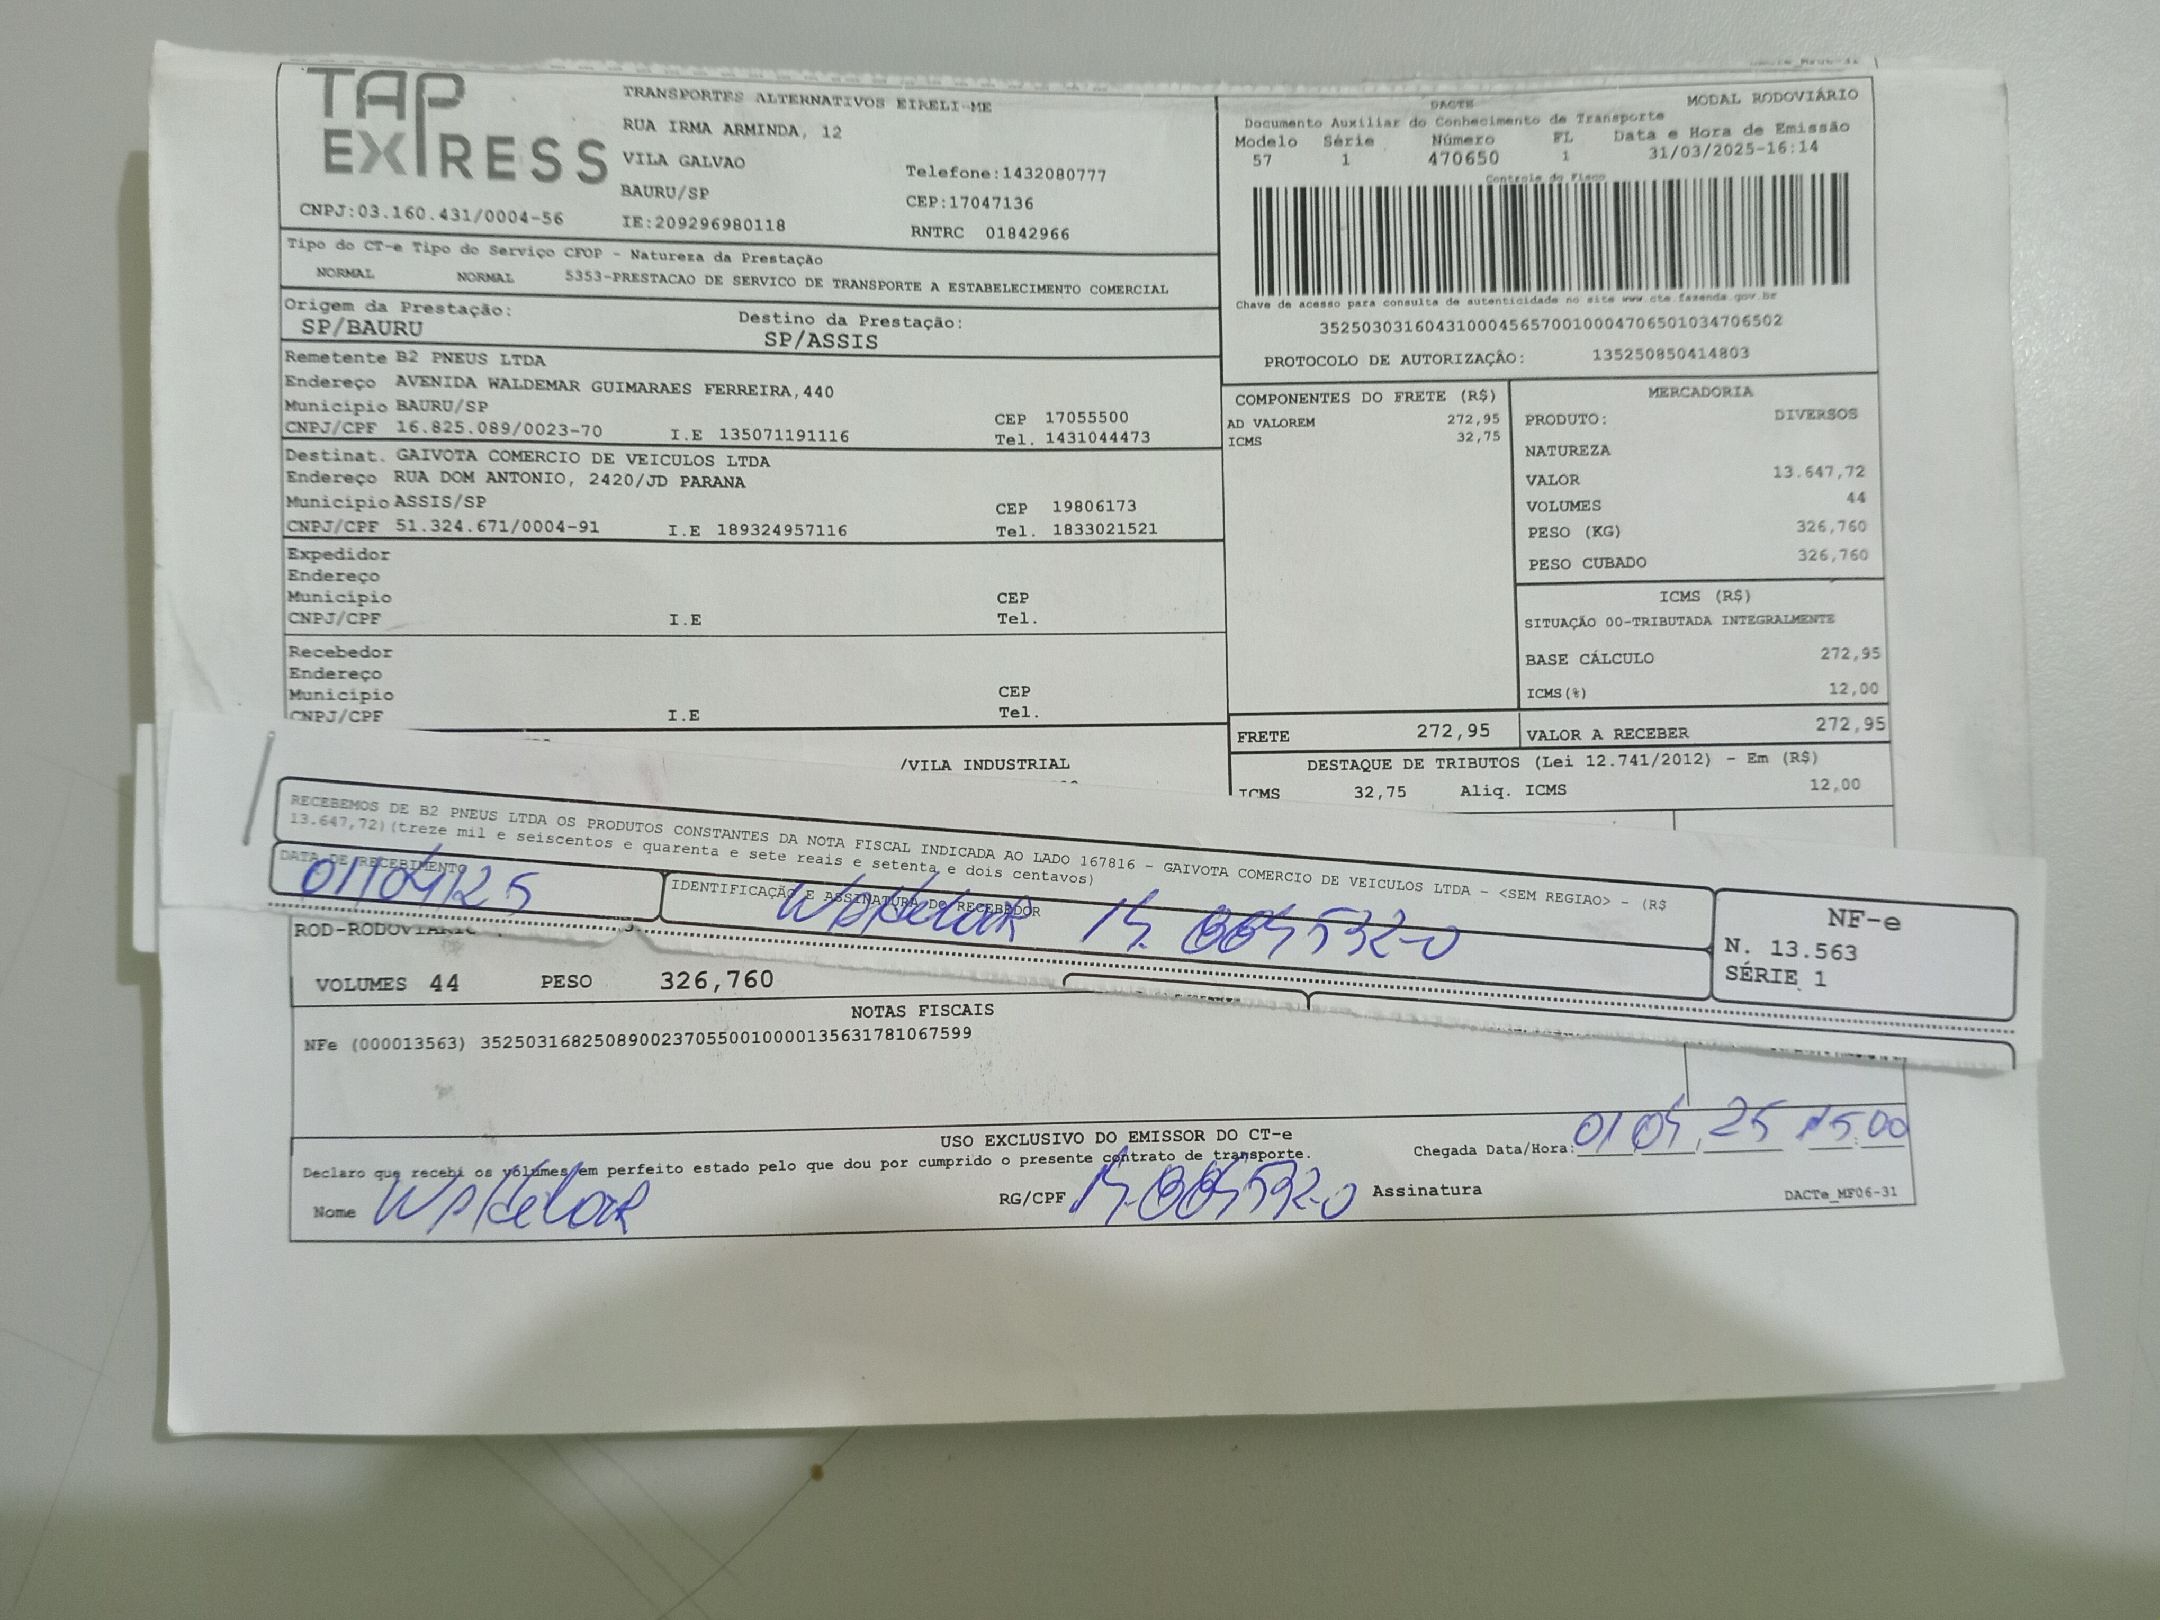 TAP
EXPRESS
CNPJ:03.160.431/0004-56
TRANSPORTES ALTERNATIVOS EIRELI-ME
RUA IRMA ARMINDA, 12
VILA GALVAO
Telefone:1432080777
BAURU/SP
CEP:17047136
IE:209296980118
RNTRC 01842966
DACTE
MODAL RODOVIÁRIO
Documento Auxiliar do Conhecimento de Transporte
Modelo Série Número FL Data e Hora de Emissão
57 1 470650 1 31/03/2025-16:14
Controle do Fisco
Chave de acesso para consulta de autenticidade no site www.cte.fazenda.gov.br
35250303160431000456570010004706501034706502
PROTOCOLO DE AUTORIZAÇÃO: 135250850414803
Tipo do CT-e Tipo do Serviço CFOP - Natureza da Prestação
NORMAL NORMAL 5353-PRESTACAO DE SERVICO DE TRANSPORTE A ESTABELECIMENTO COMERCIAL
Origem da Prestação:
SP/BAURU
Destino da Prestação:
SP/ASSIS
Remetente B2 PNEUS LTDA
Endereço AVENIDA WALDEMAR GUIMARAES FERREIRA,440
Município BAURU/SP CEP 17055500
CNPJ/CPF 16.825.089/0023-70 I.E 135071191116 Tel. 1431044473
Destinat. GAIVOTA COMERCIO DE VEICULOS LTDA
Endereço RUA DOM ANTONIO, 2420/JD PARANA
Município ASSIS/SP CEP 19806173
CNPJ/CPF 51.324.671/0004-91 I.E 189324957116 Tel. 1833021521
Expedidor
Endereço
Município CEP
CNPJ/CPF I.E Tel.
Recebedor
Endereço
Município CEP
CNPJ/CPF I.E Tel.
/VILA INDUSTRIAL
COMPONENTES DO FRETE (R$)
AD VALOREM 272,95
ICMS 32,75
MERCADORIA
PRODUTO: DIVERSOS
NATUREZA
VALOR 13.647,72
VOLUMES 44
PESO (KG) 326,760
PESO CUBADO 326,760
ICMS (R$)
SITUAÇÃO 00-TRIBUTADA INTEGRALMENTE
BASE CÁLCULO 272,95
ICMS(%) 12,00
FRETE 272,95 VALOR A RECEBER 272,95
DESTAQUE DE TRIBUTOS (Lei 12.741/2012) - Em (R$)
ICMS 32,75 Aliq. ICMS 12,00
RECEBEMOS DE B2 PNEUS LTDA OS PRODUTOS CONSTANTES DA NOTA FISCAL INDICADA AO LADO 167816 - GAIVOTA COMERCIO DE VEICULOS LTDA - <SEM REGIAO> - (R$
13.647,72)(treze mil e seiscentos e quarenta e sete reais e setenta e dois centavos)
DATA DE RECEBIMENTO
01/04/25
IDENTIFICAÇÃO E ASSINATURA DO RECEBEDOR
NF-e
N. 13.563
SÉRIE 1
ROD-RODOVIARIO
VOLUMES 44 PESO 326,760
NOTAS FISCAIS
NFe (000013563) 35250316825089002370550010000135631781067599
USO EXCLUSIVO DO EMISSOR DO CT-e
Declaro que recebi os volumes em perfeito estado pelo que dou por cumprido o presente contrato de transporte.
Chegada Data/Hora: 01 04 25 15:00
Nome
RG/CPF
Assinatura
DACTe_MF06-31